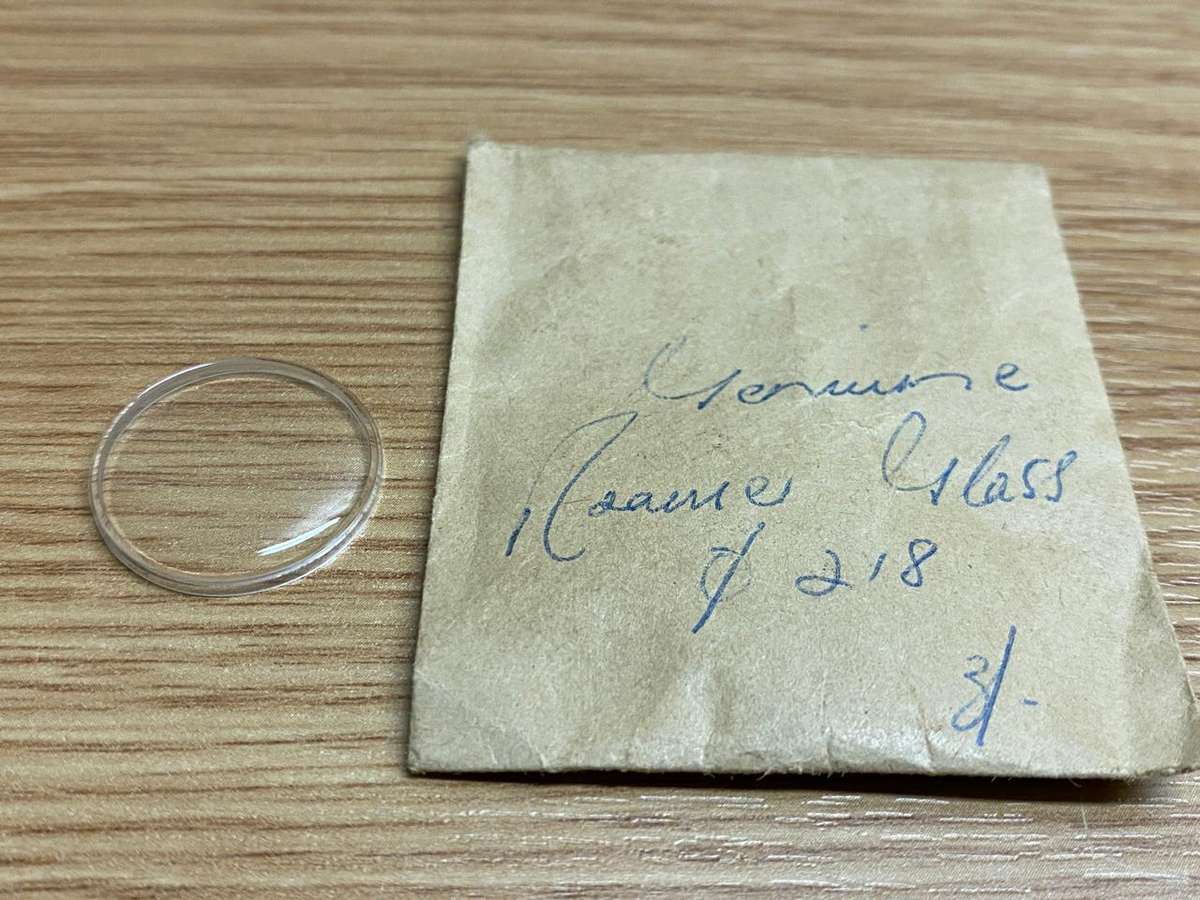 Genuine
Roamer Glass
¢ 218
3/-